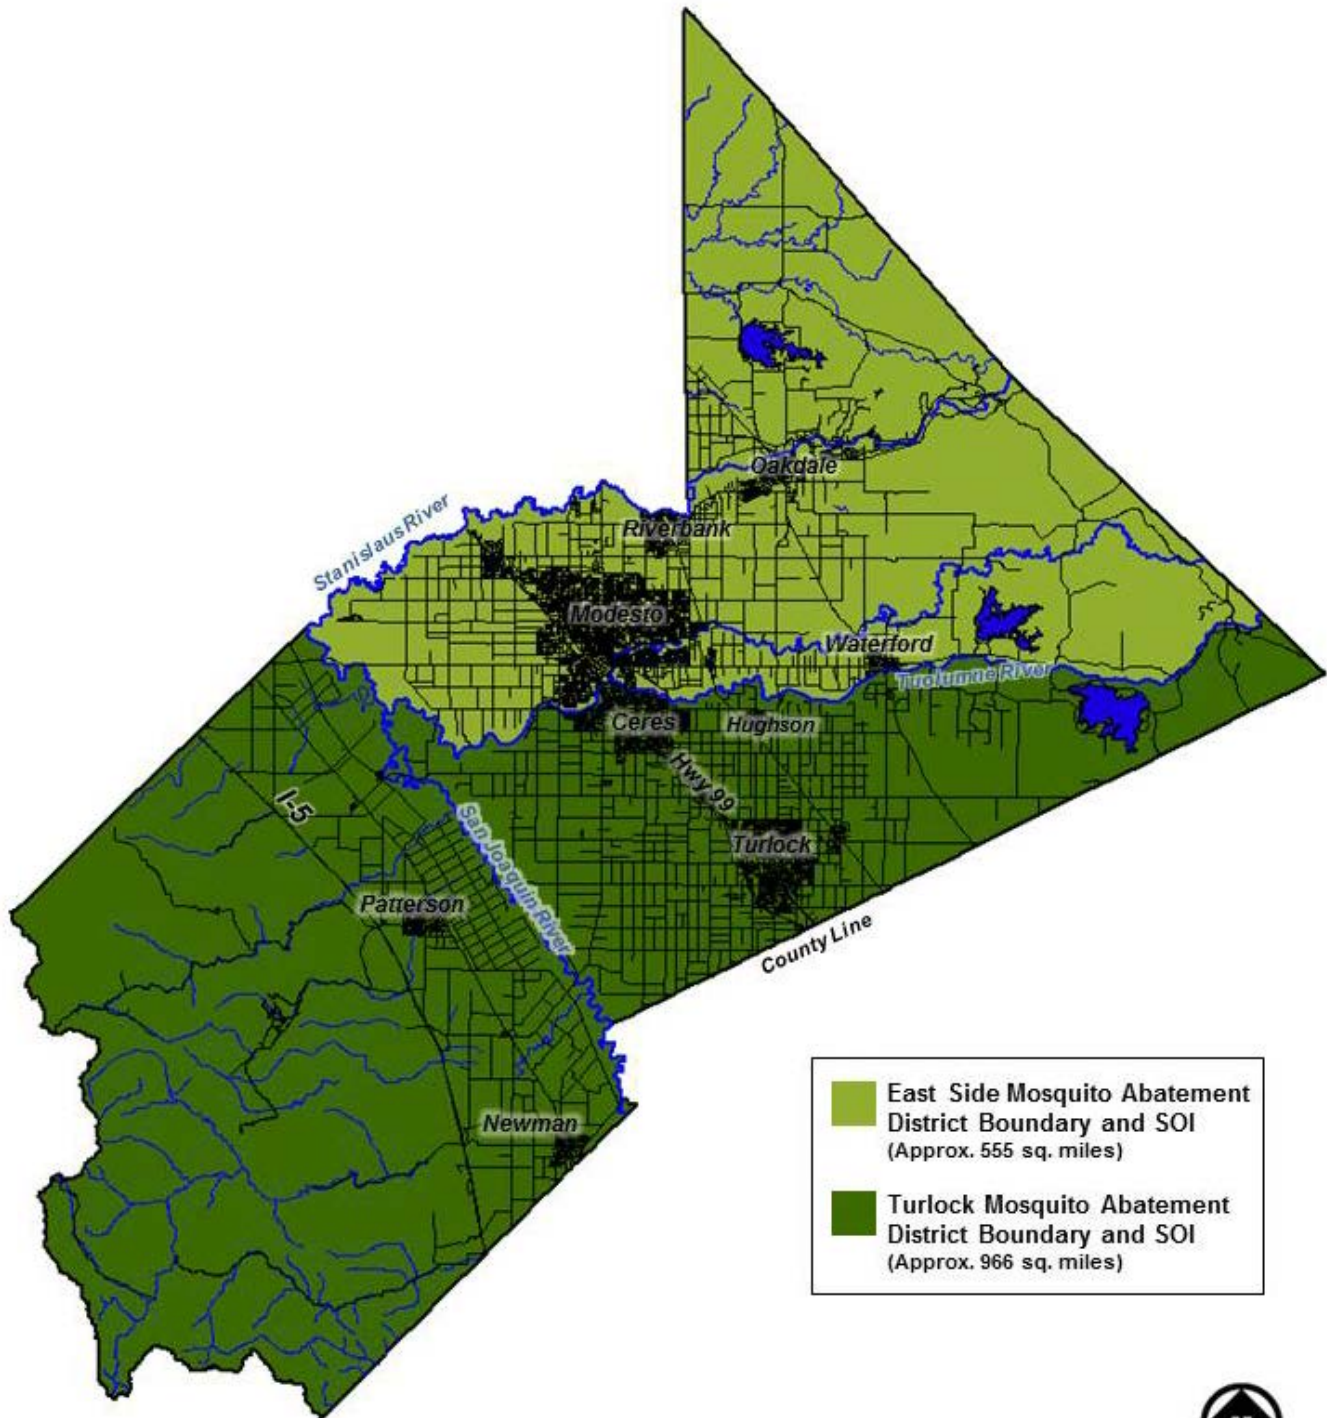 Oakdale
Riverbank
Stanislaus River
Modesto
Waterford
Tuolumne River
Ceres
Hughson
Hwy 99
I-5
San Joaquin River
Turlock
Patterson
County Line
Newman
East Side Mosquito Abatement
District Boundary and SOI
(Approx. 555 sq. miles)
Turlock Mosquito Abatement
District Boundary and SOI
(Approx. 966 sq. miles)